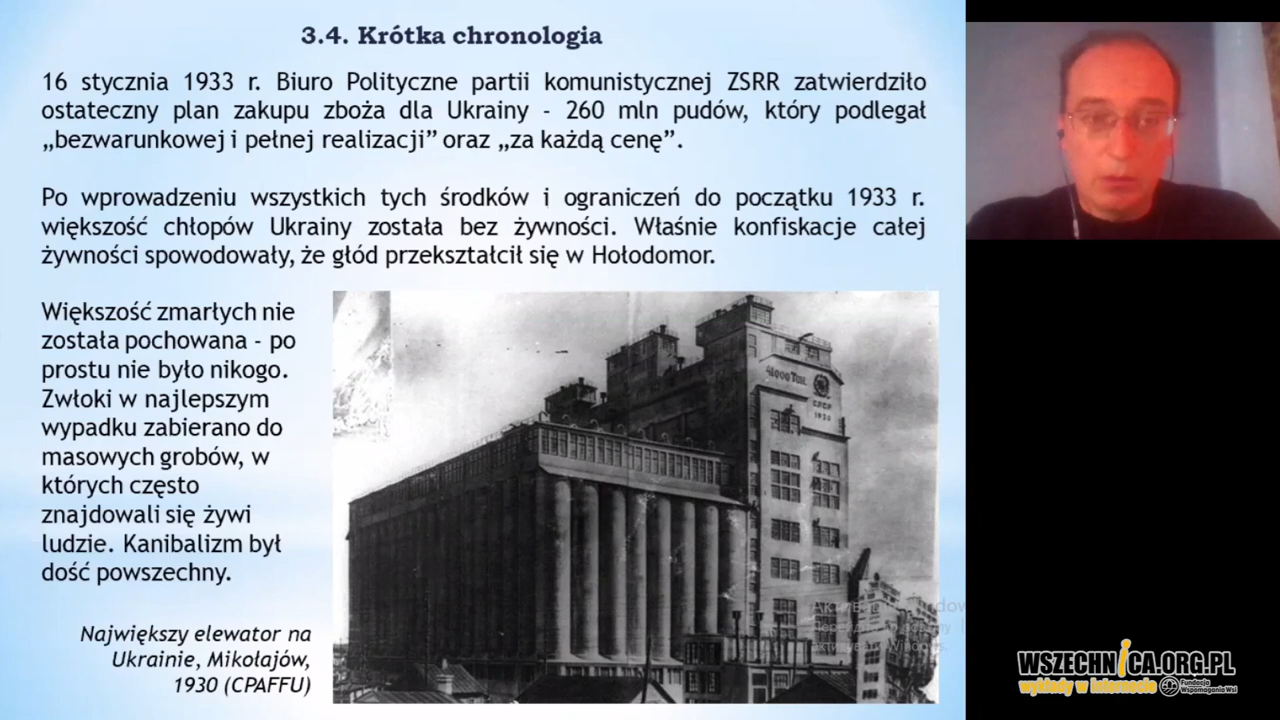 3.4. Krótka chronologia
16 stycznia 1933 r. Biuro Polityczne partii komunistycznej ZSRR zatwierdziło
ostateczny plan zakupu zboża dla Ukrainy - 260 mln pudów, który podlegał
„bezwarunkowej i pełnej realizacji” oraz „za każdą cenę”.
Po wprowadzeniu wszystkich tych środków i ograniczeń do początku 1933 r.
większość chłopów Ukrainy została bez żywności. Właśnie konfiskacje całej
żywności spowodowały, że głód przekształcił się w Hołodomor.
Większość zmarłych nie
została pochowana - po
prostu nie było nikogo.
Zwłoki w najlepszym
wypadku zabierano do
masowych grobów, w
których często
znajdowali się żywi
ludzie. Kanibalizm był
dość powszechny.
Największy elewator na
Ukrainie, Mikołajów,
1930 (CPAFFU)
WSZECHNICA.ORG.PL
wykłady w internecie
Fundacja
Wspomagania Wsi